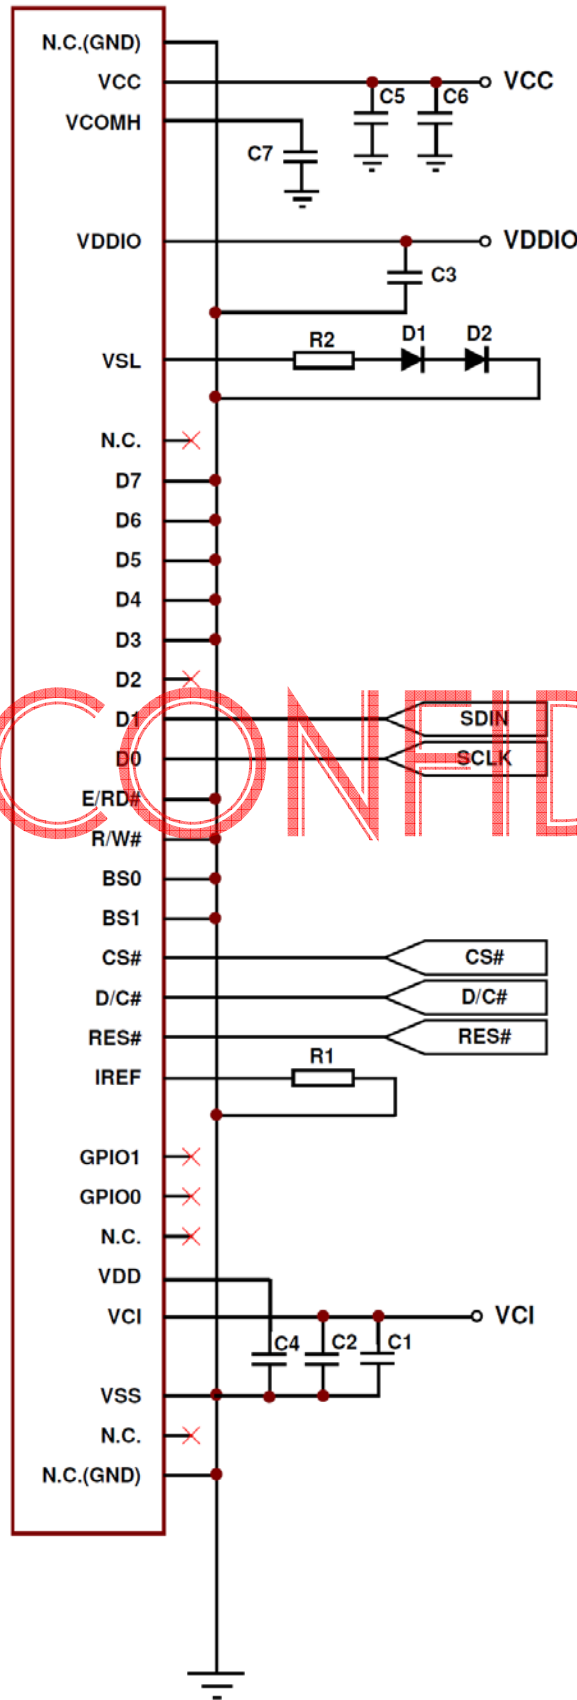 N.C.(GND)
VCC
C5
C6
VCC
VCOMH
C7
VDDIO
VDDIO
C3
VSL
R2
D1
D2
N.C.
D7
D6
D5
D4
D3
D2
D1
SDIN
D0
SCLK
CONFID
E/RD#
R/W#
BS0
BS1
CS#
CS#
D/C#
D/C#
RES#
RES#
IREF
R1
GPIO1
GPIO0
N.C.
VDD
VCI
VCI
C4
C2
C1
VSS
N.C.
N.C.(GND)